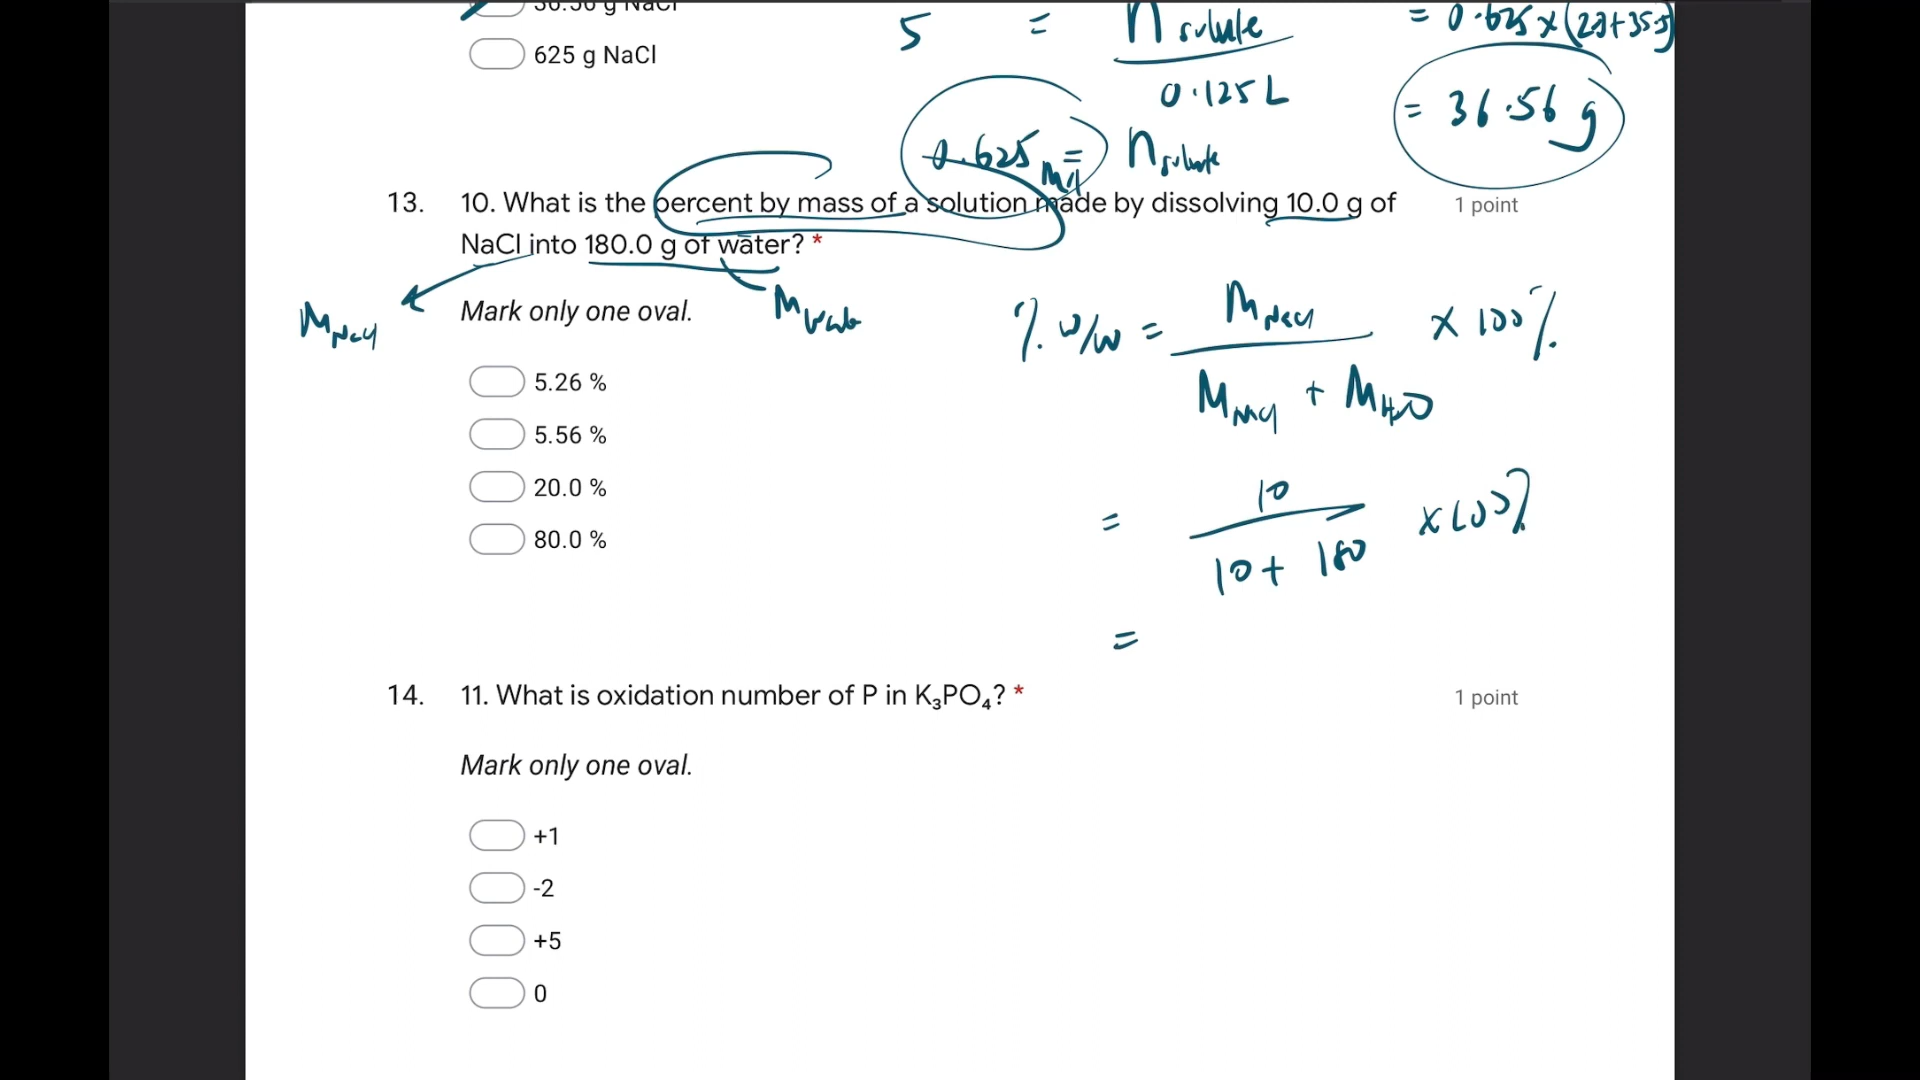 36.56 g NaCl
625 g NaCl
5 = n solute / 0.125 L
0.625 = n solute
= 0.625 x (23+35.5)
= 36.56 g
13. 10. What is the percent by mass of a solution made by dissolving 10.0 g of 1 point
NaCl into 180.0 g of water? *
M NaCl
Mark only one oval.
% w/w = M NaCl / M NaCl + M H2O x 100%
5.26 %
5.56 %
20.0 %
80.0 %
= 10 / 10 + 180 x 100%
=
14. 11. What is oxidation number of P in K₃PO₄? * 1 point
Mark only one oval.
+1
-2
+5
0